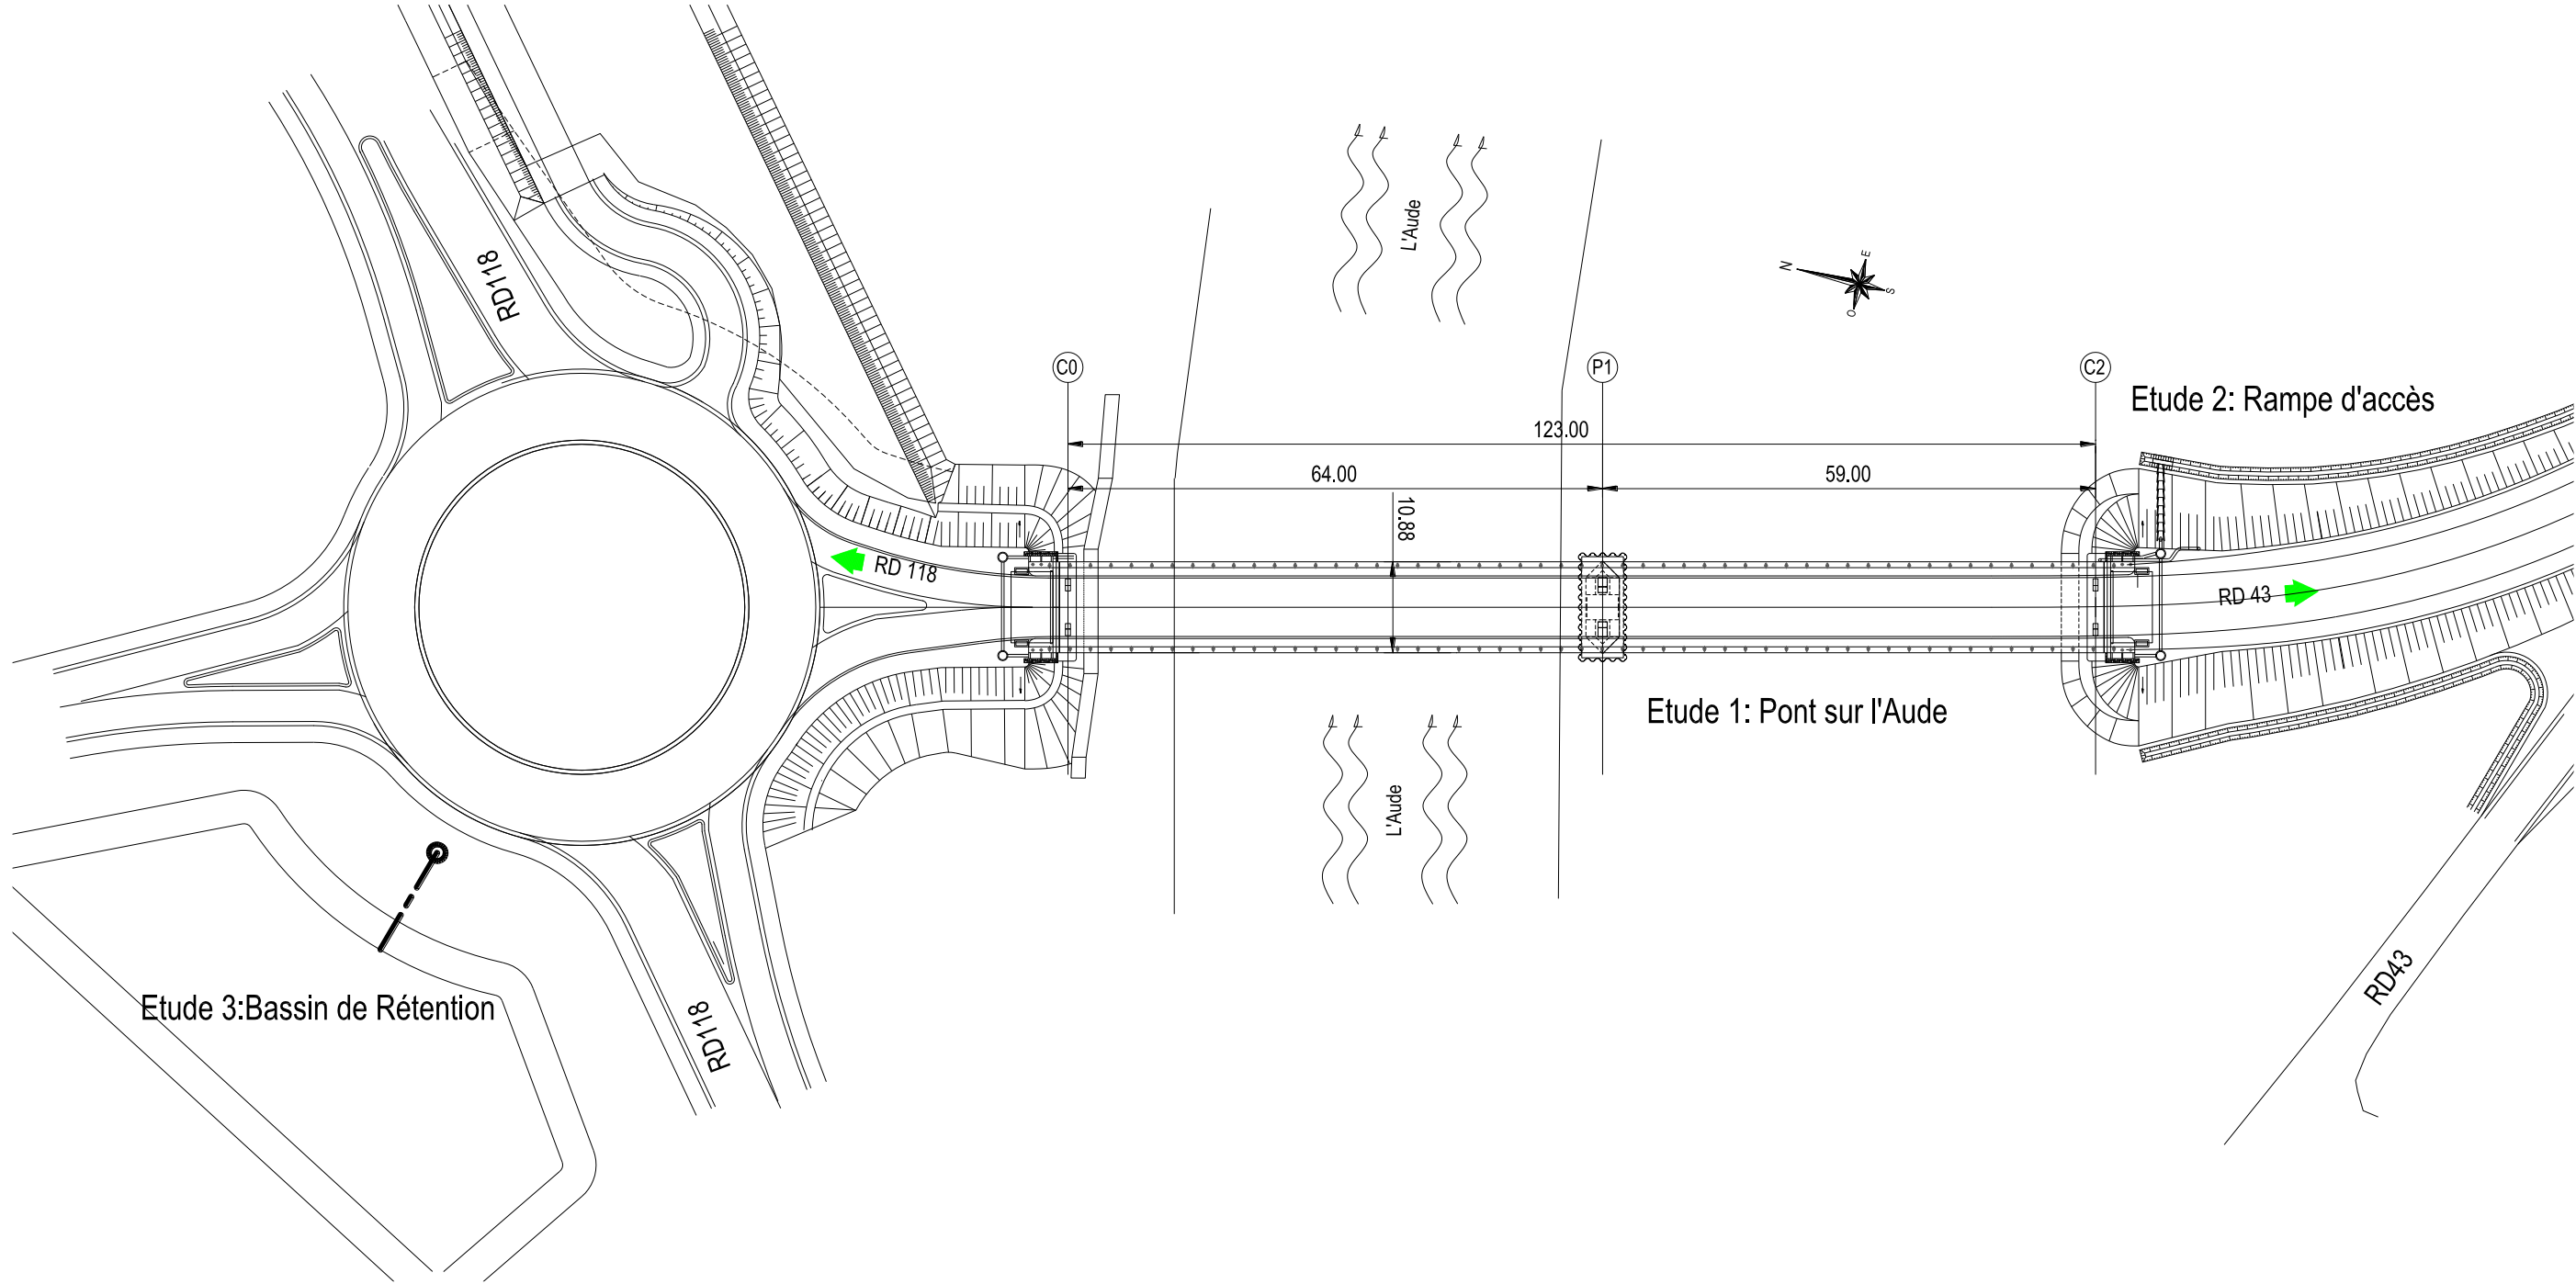 L'Aude
RD118
N
E
S
O
C0
P1
C2
Etude 2: Rampe d'accès
123.00
64.00
59.00
10.88
RD 118
RD 43
Etude 1: Pont sur l'Aude
L'Aude
RD43
Etude 3:Bassin de Rétention
RD118